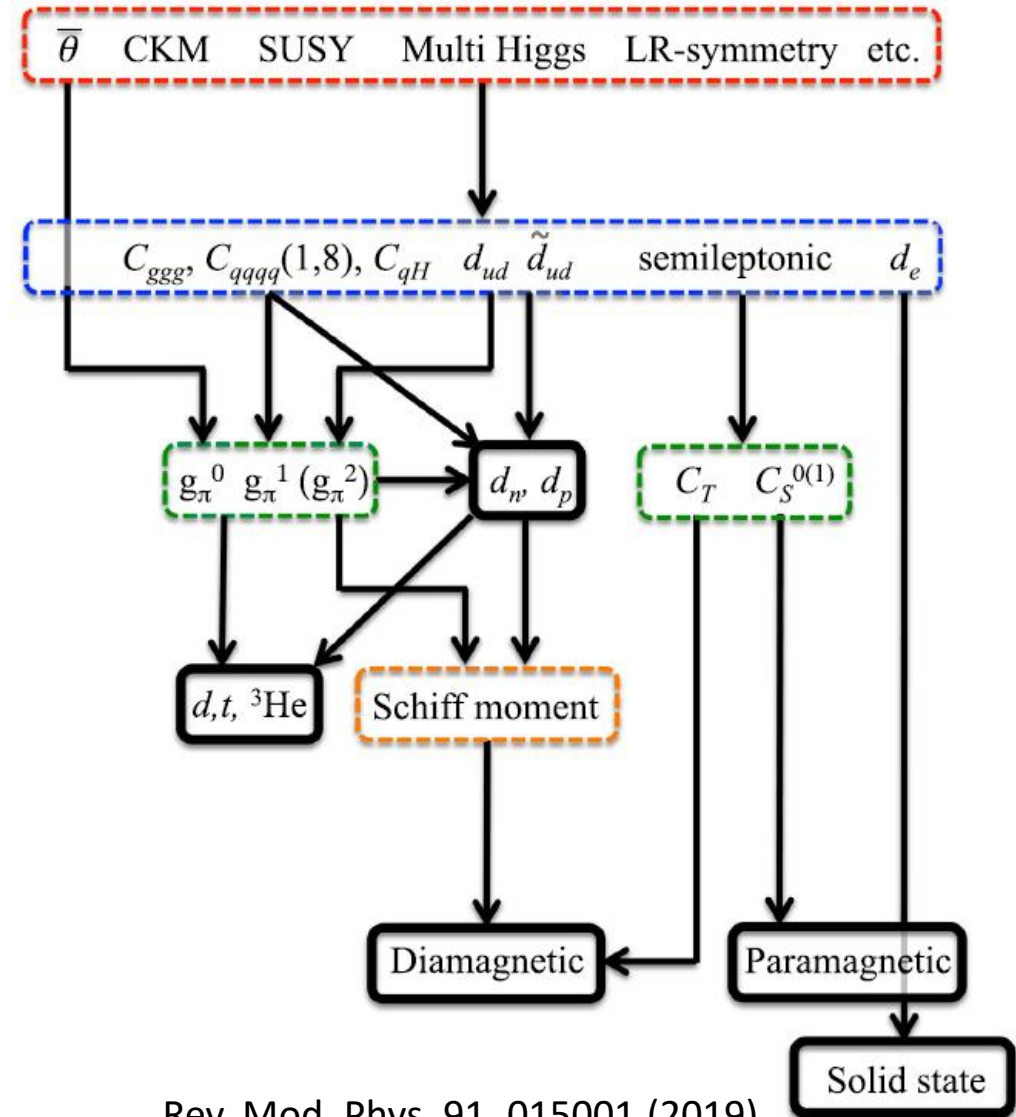 θ̅ CKM SUSY Multi Higgs LR-symmetry etc.
C_ggg, C_qqqq(1,8), C_qH d_ud d̃_ud semileptonic d_e
g_π^0 g_π^1 (g_π^2)
d_n, d_p
C_T C_S^0(1)
d,t, ³He
Schiff moment
Diamagnetic
Paramagnetic
Solid state
Rev. Mod. Phys. 91, 015001 (2019)